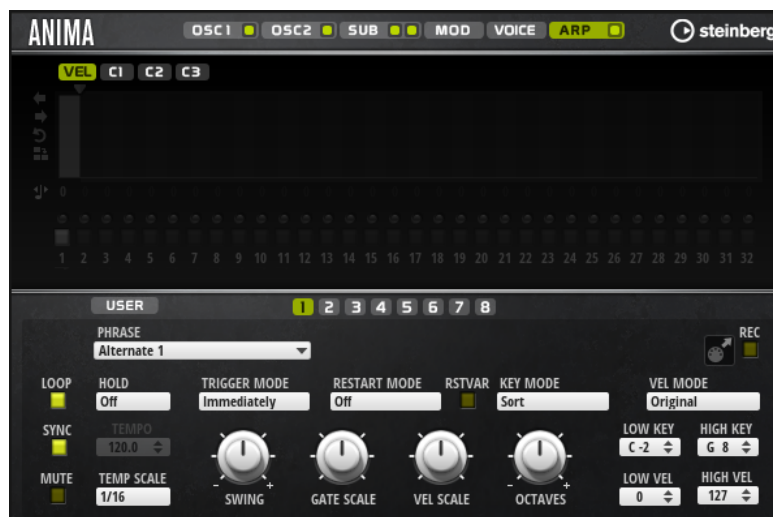 ANIMA OSC1 OSC2 SUB MOD VOICE ARP steinberg
VEL C1 C2 C3
0
1 2 3 4 5 6 7 8 9 10 11 12 13 14 15 16 17 18 19 20 21 22 23 24 25 26 27 28 29 30 31 32
USER 1 2 3 4 5 6 7 8
PHRASE REC
Alternate 1
LOOP HOLD TRIGGER MODE RESTART MODE RSTVAR KEY MODE VEL MODE
Off Immediately Off Sort Original
SYNC TEMPO LOW KEY HIGH KEY
120.0 C -2 G 8
MUTE TEMP SCALE LOW VEL HIGH VEL
1/16 - + - + - + - + 0 127
SWING GATE SCALE VEL SCALE OCTAVES